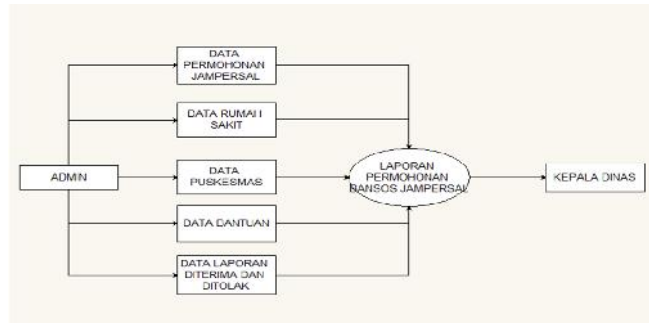 DATA
PERMOHONAN
JAMPERSAL
DATA RUMAH
SAKIT
ADMIN
DATA
PUSKESMAS
LAPORAN
PERMOHONAN
BANSOS JAMPERSAL
KEPALA DINAS
DATA BANTUAN
DATA LAPORAN
DITERIMA DAN
DITOLAK